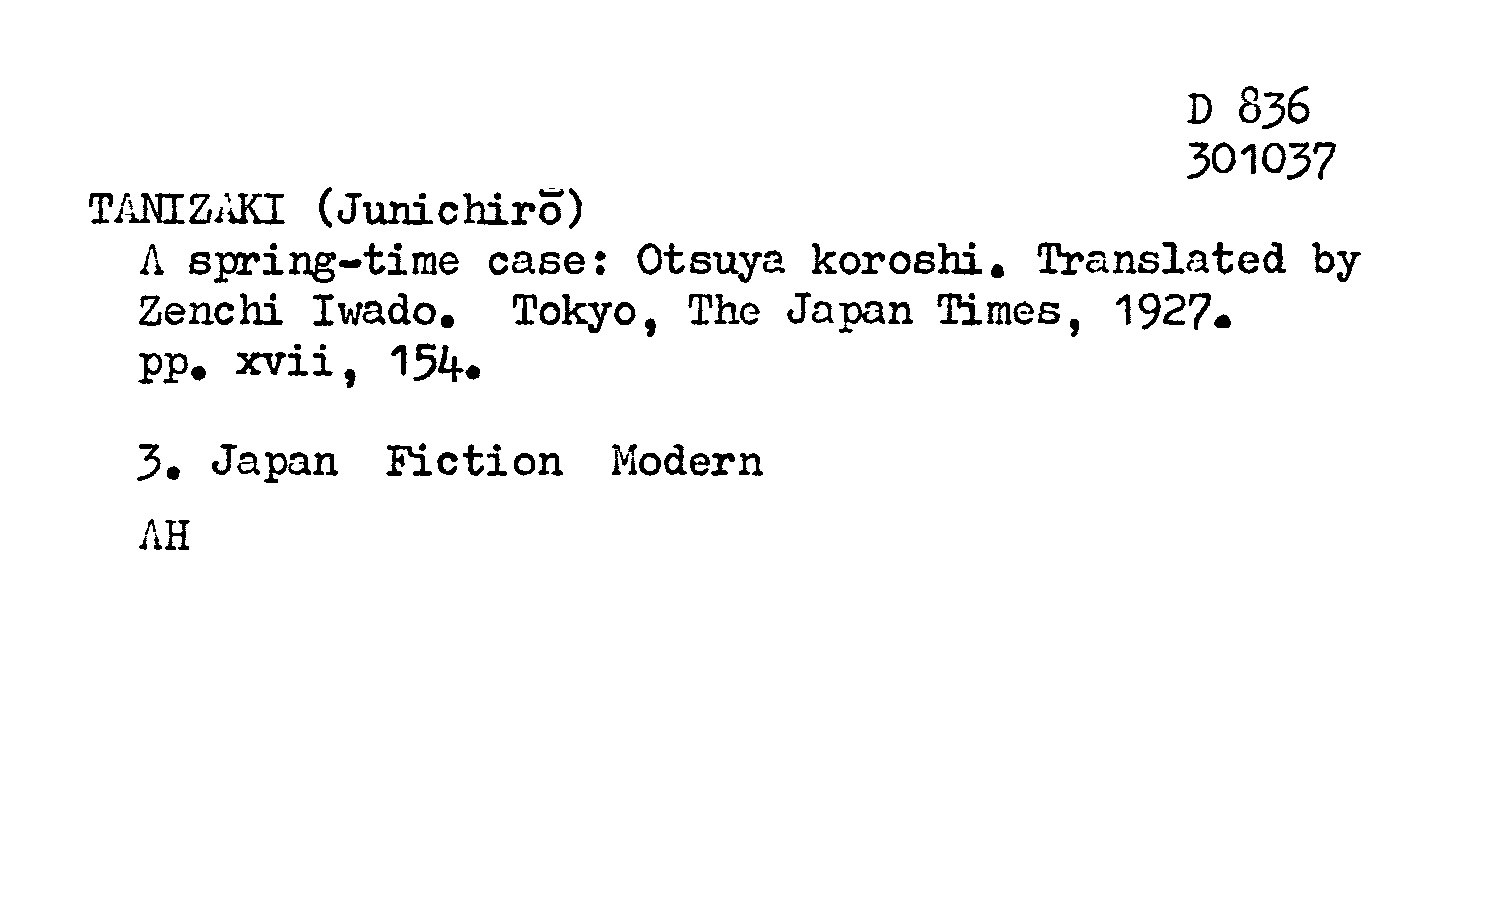 D 836
301037
TANIZAKI (Junichirō)
A spring-time case: Otsuya koroshi. Translated by
Zenchi Iwado. Tokyo, The Japan Times, 1927.
pp. xvii, 154.
3. Japan Fiction Modern
AH